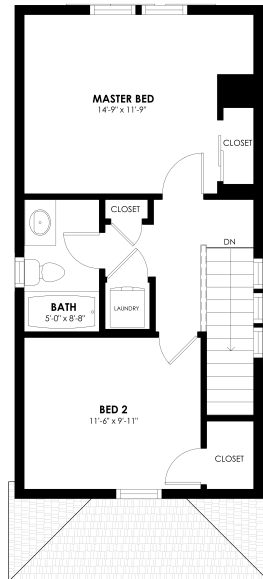 MASTER BED
14'-9" x 11'-9"
CLOSET
CLOSET
DN
LAUNDRY
BATH
5'-0" x 8'-8"
BED 2
11'-6" x 9'-11"
CLOSET